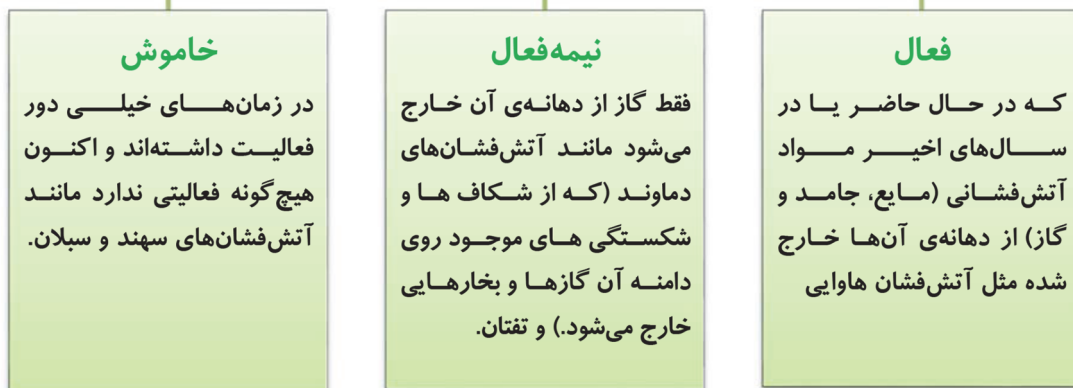 فعال
که در حال حاضر یا در
سال‌های اخیر مواد
آتش‌فشانی (مایع، جامد و
گاز) از دهانه‌ی آن‌ها خارج
شده مثل آتش‌فشان هاوایی
نیمه‌فعال
فقط گاز از دهانه‌ی آن خارج
می‌شود مانند آتش‌فشان‌های
دماوند (که از شکاف ها و
شکستگی های موجود روی
دامنه آن گازها و بخارهایی
خارج می‌شود.) و تفتان.
خاموش
در زمان‌های خیلی دور
فعالیت داشته‌اند و اکنون
هیچ‌گونه فعالیتی ندارد مانند
آتش‌فشان‌های سهند و سبلان.